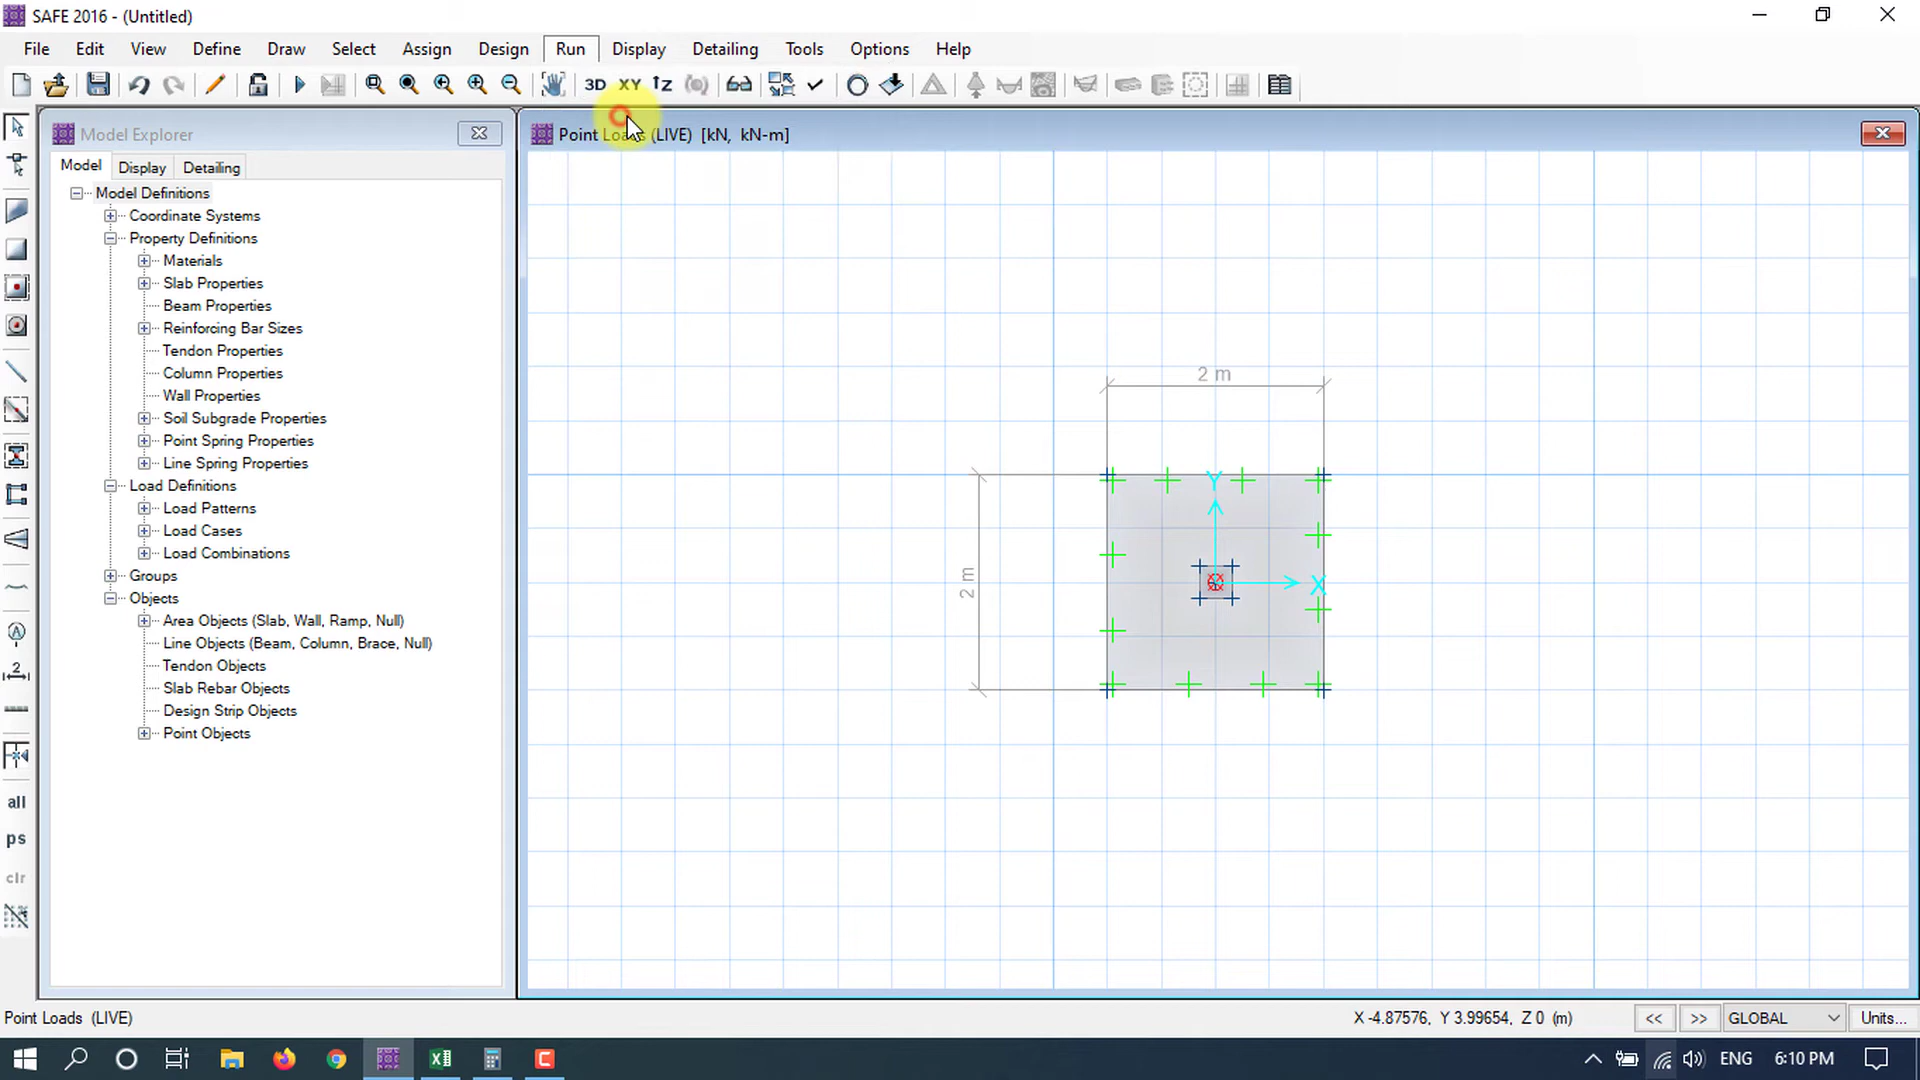 SAFE 2016 - (Untitled)
File Edit View Define Draw Select Assign Design Run Display Detailing Tools Options Help
3D XY
Model Explorer
Point Loads (LIVE) [kN, kN-m]
Model Display Detailing
Model Definitions
Coordinate Systems
Property Definitions
Materials
Slab Properties
Beam Properties
Reinforcing Bar Sizes
Tendon Properties
Column Properties
Wall Properties
Soil Subgrade Properties
Point Spring Properties
Line Spring Properties
Load Definitions
Load Patterns
Load Cases
Load Combinations
Groups
Objects
Area Objects (Slab, Wall, Ramp, Null)
Line Objects (Beam, Column, Brace, Null)
Tendon Objects
Slab Rebar Objects
Design Strip Objects
Point Objects
all
ps
clr
2 m
2 m
Y
X
Point Loads (LIVE)
X -4.87576, Y 3.99654, Z 0 (m)
<< >> GLOBAL Units...
ENG 6:10 PM